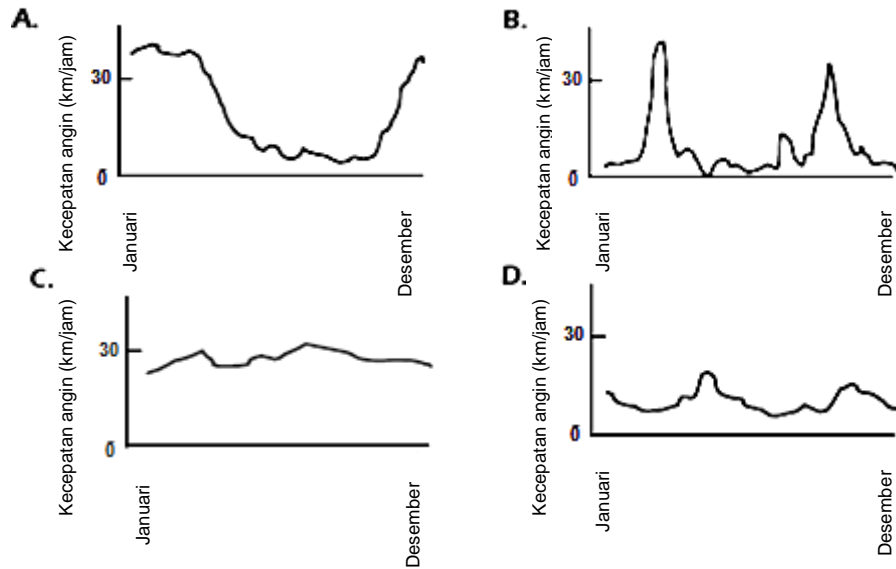 A.
Kecepatan angin (km/jam)
30
0
Januari
Desember
B.
Kecepatan angin (km/jam)
30
0
Januari
Desember
C.
Kecepatan angin (km/jam)
30
0
Januari
Desember
D.
Kecepatan angin (km/jam)
30
0
Januari
Desember